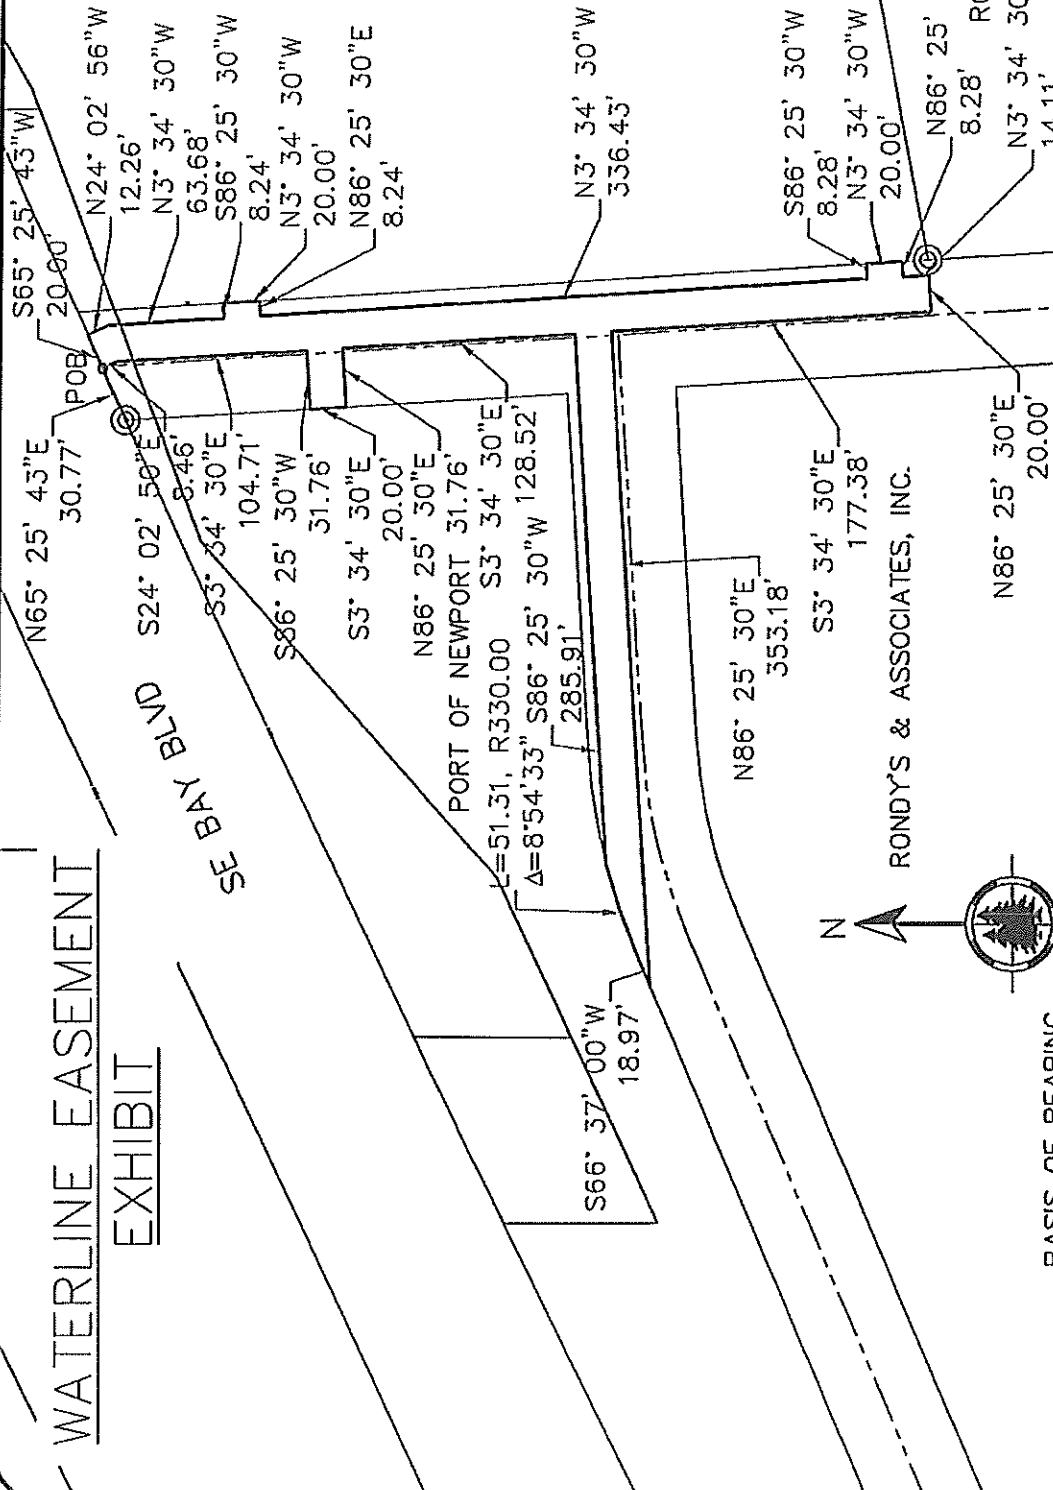 WATERLINE EASEMENT
EXHIBIT
SE BAY BLVD
N65° 25' 43"E
30.77'
POB
S65° 25' 43"W
20.00'
N24° 02' 56"W
12.26'
N3° 34' 30"W
63.68'
S86° 25' 30"W
8.24'
N3° 34' 30"W
20.00'
N86° 25' 30"E
8.24'
N3° 34' 30"W
336.43'
S86° 25' 30"W
8.28'
N3° 34' 30"W
20.00'
N86° 25'
8.28'
N3° 34' 30
14.11'
S24° 02' 50"E
8.46'
S3° 34' 30"E
104.71'
S86° 25' 30"W
31.76'
S3° 34' 30"E
20.00'
N86° 25' 30"E
31.76'
PORT OF NEWPORT
S3° 34' 30"E
128.52'
L=51.31, R330.00
Δ=8°54'33"
S86° 25' 30"W
285.91'
S66° 37' 00"W
18.97'
N86° 25' 30"E
353.18'
S3° 34' 30"E
177.38'
N86° 25' 30"E
20.00'
RONDY'S & ASSOCIATES, INC.
N
BASIS OF BEARING